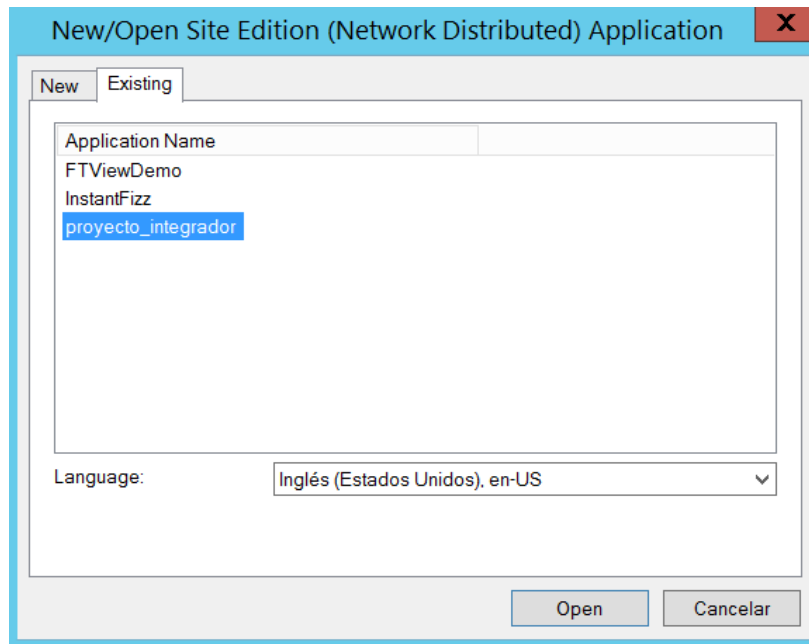 New/Open Site Edition (Network Distributed) Application
X
New
Existing
Application Name
FTViewDemo
InstantFizz
proyecto_integrador
Language:
Inglés (Estados Unidos), en-US
Open
Cancelar